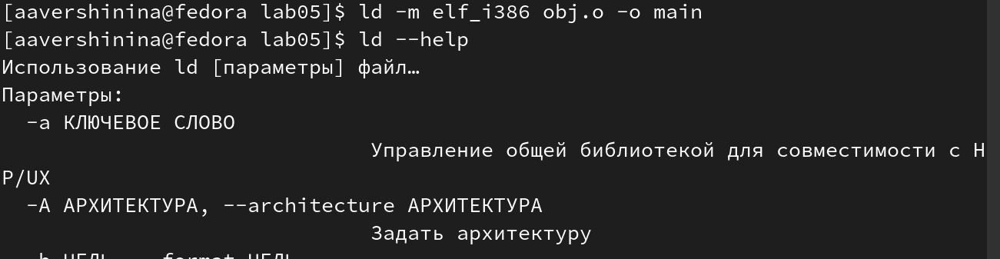 [aavershinina@fedora lab05]$ ld -m elf_i386 obj.o -o main
[aavershinina@fedora lab05]$ ld --help
Использование ld [параметры] файл…
Параметры:
-a КЛЮЧЕВОЕ СЛОВО
Управление общей библиотекой для совместимости с H
P/UX
-A АРХИТЕКТУРА, --architecture АРХИТЕКТУРА
Задать архитектуру